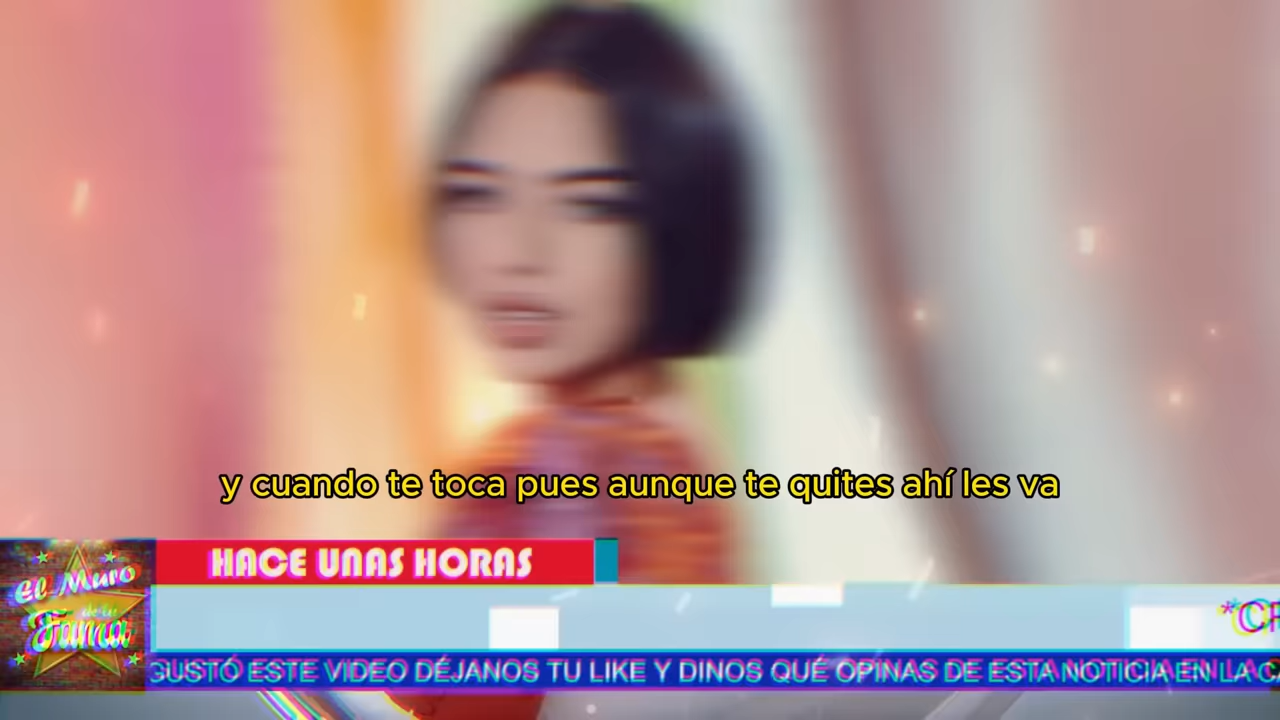 y cuando te toca pues aunque te quites ahí les va
HACE UNAS HORAS
El Muro
de la
Fama
GUSTÓ ESTE VIDEO DÉJANOS TU LIKE Y DINOS QUÉ OPINAS DE ESTA NOTICIA EN LA